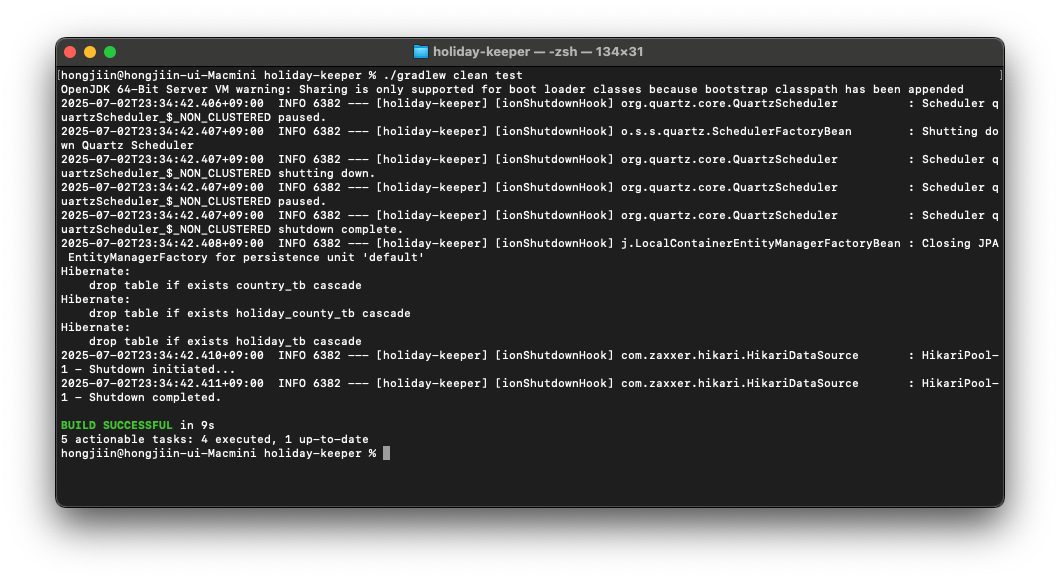 holiday-keeper — -zsh — 134×31
[hongjiin@hongjiin-ui-Macmini holiday-keeper % ./gradlew clean test ]
OpenJDK 64-Bit Server VM warning: Sharing is only supported for boot loader classes because bootstrap classpath has been appended
2025-07-02T23:34:42.406+09:00  INFO 6382 --- [holiday-keeper] [ionShutdownHook] org.quartz.core.QuartzScheduler          : Scheduler q
uartzScheduler_$_NON_CLUSTERED paused.
2025-07-02T23:34:42.407+09:00  INFO 6382 --- [holiday-keeper] [ionShutdownHook] o.s.s.quartz.SchedulerFactoryBean        : Shutting do
wn Quartz Scheduler
2025-07-02T23:34:42.407+09:00  INFO 6382 --- [holiday-keeper] [ionShutdownHook] org.quartz.core.QuartzScheduler          : Scheduler q
uartzScheduler_$_NON_CLUSTERED shutting down.
2025-07-02T23:34:42.407+09:00  INFO 6382 --- [holiday-keeper] [ionShutdownHook] org.quartz.core.QuartzScheduler          : Scheduler q
uartzScheduler_$_NON_CLUSTERED paused.
2025-07-02T23:34:42.407+09:00  INFO 6382 --- [holiday-keeper] [ionShutdownHook] org.quartz.core.QuartzScheduler          : Scheduler q
uartzScheduler_$_NON_CLUSTERED shutdown complete.
2025-07-02T23:34:42.408+09:00  INFO 6382 --- [holiday-keeper] [ionShutdownHook] j.LocalContainerEntityManagerFactoryBean : Closing JPA
 EntityManagerFactory for persistence unit 'default'
Hibernate:
    drop table if exists country_tb cascade
Hibernate:
    drop table if exists holiday_county_tb cascade
Hibernate:
    drop table if exists holiday_tb cascade
2025-07-02T23:34:42.410+09:00  INFO 6382 --- [holiday-keeper] [ionShutdownHook] com.zaxxer.hikari.HikariDataSource       : HikariPool-
1 - Shutdown initiated...
2025-07-02T23:34:42.411+09:00  INFO 6382 --- [holiday-keeper] [ionShutdownHook] com.zaxxer.hikari.HikariDataSource       : HikariPool-
1 - Shutdown completed.
BUILD SUCCESSFUL in 9s
5 actionable tasks: 4 executed, 1 up-to-date
hongjiin@hongjiin-ui-Macmini holiday-keeper %